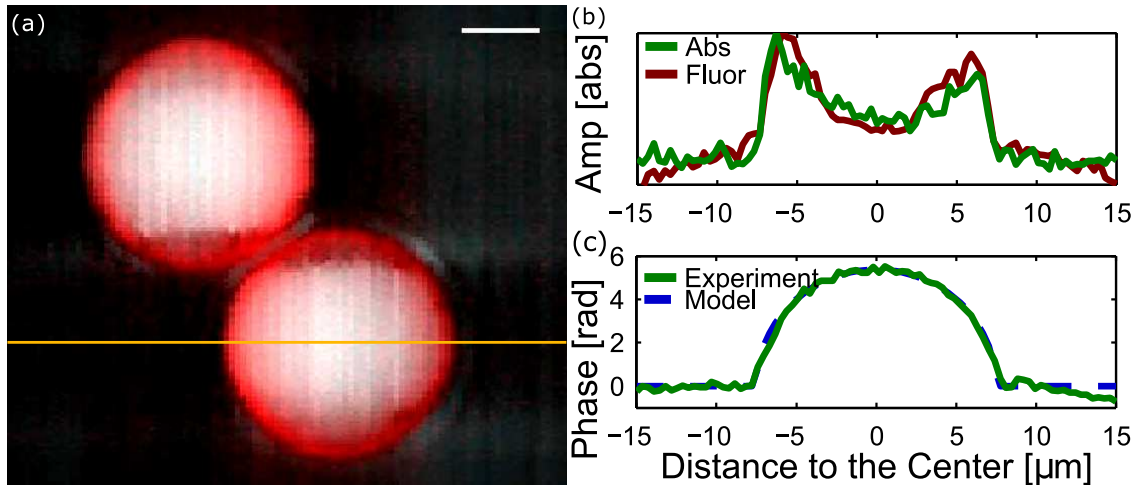 (a)
(b)
Amp [abs]
Abs
Fluor
−15 −10 −5 0 5 10 15
(c)
Phase [rad]
6
4
2
0
Experiment
Model
−15 −10 −5 0 5 10 15
Distance to the Center [µm]